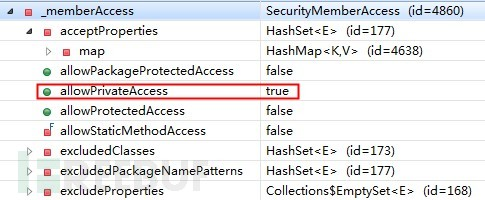 _memberAccess SecurityMemberAccess (id=4860)
acceptProperties HashSet<E> (id=177)
map HashMap<K,V> (id=4638)
allowPackageProtectedAccess false
allowPrivateAccess true
allowProtectedAccess false
allowStaticMethodAccess false
excludedClasses HashSet<E> (id=173)
excludedPackageNamePatterns HashSet<E> (id=177)
excludeProperties Collections$EmptySet<E> (id=168)